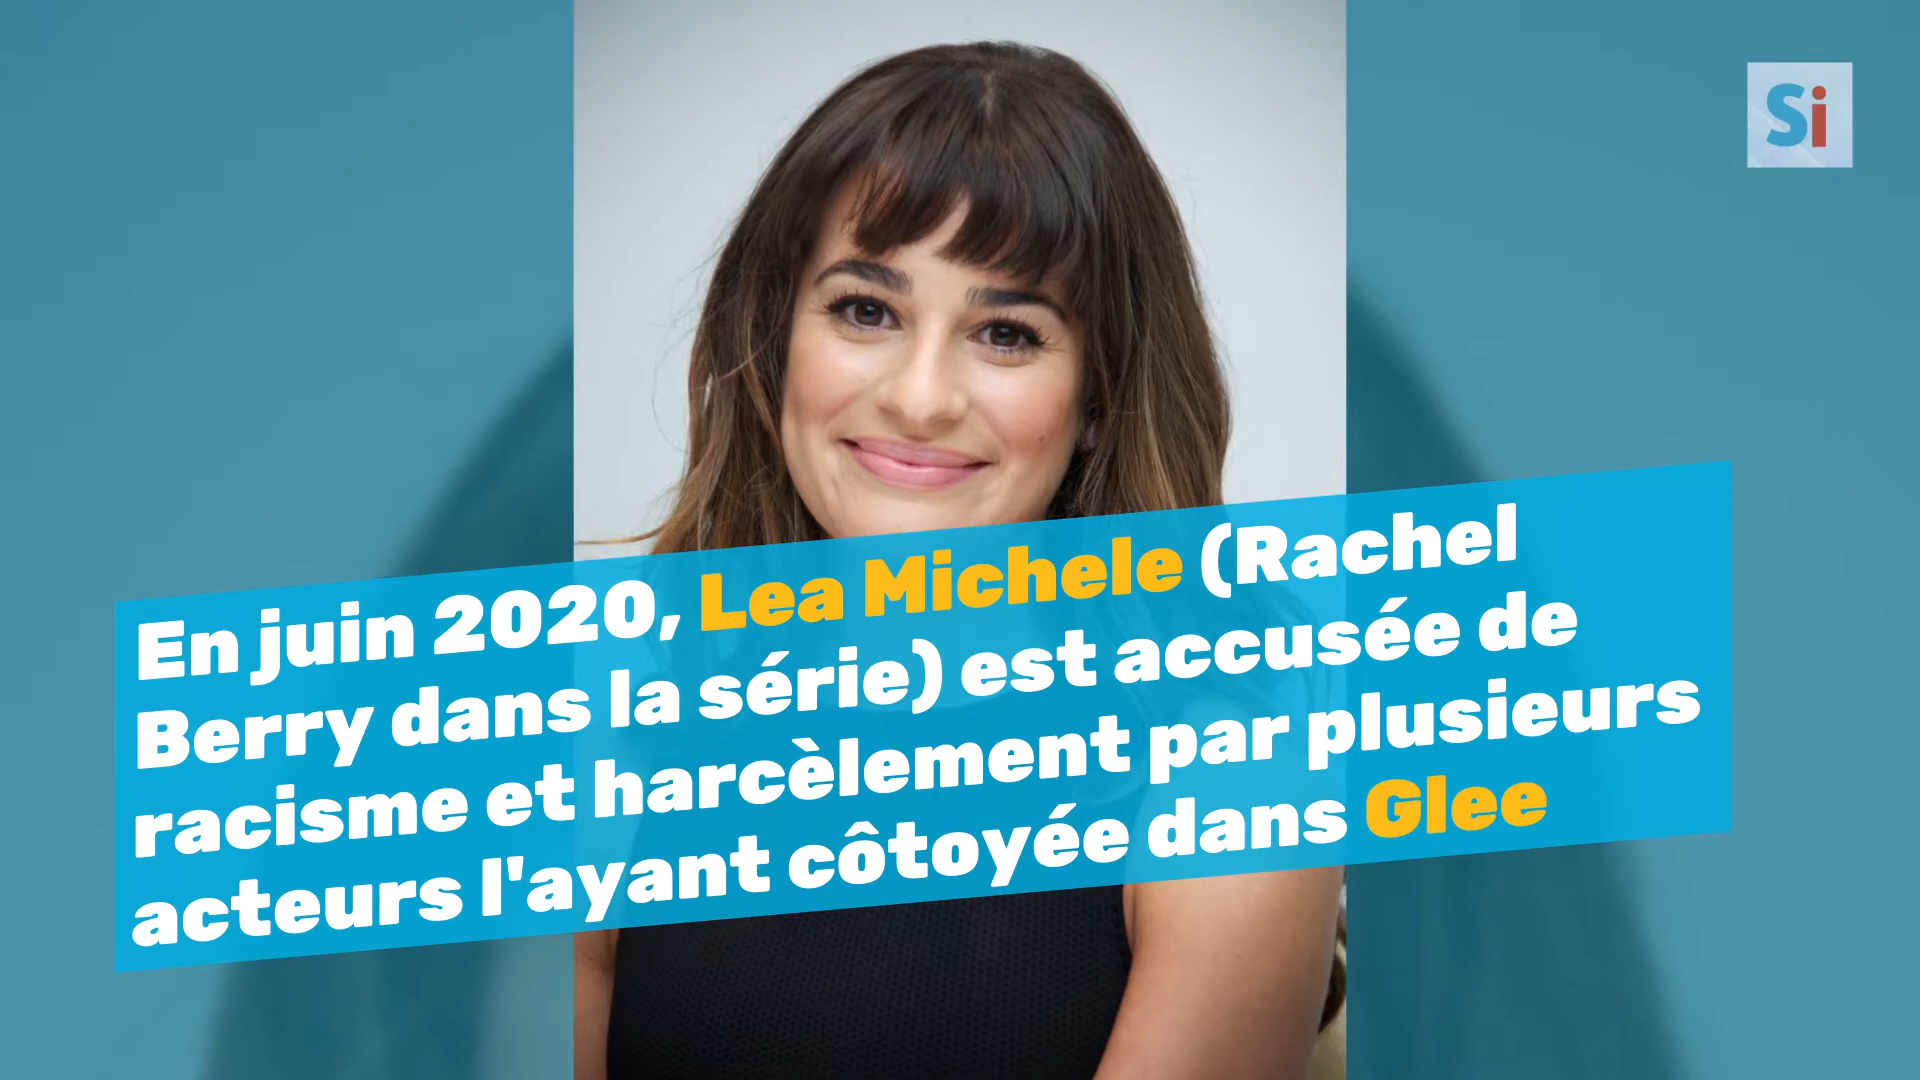 Si
En juin 2020, Lea Michele (Rachel
Berry dans la série) est accusée de
racisme et harcèlement par plusieurs
acteurs l'ayant côtoyée dans Glee